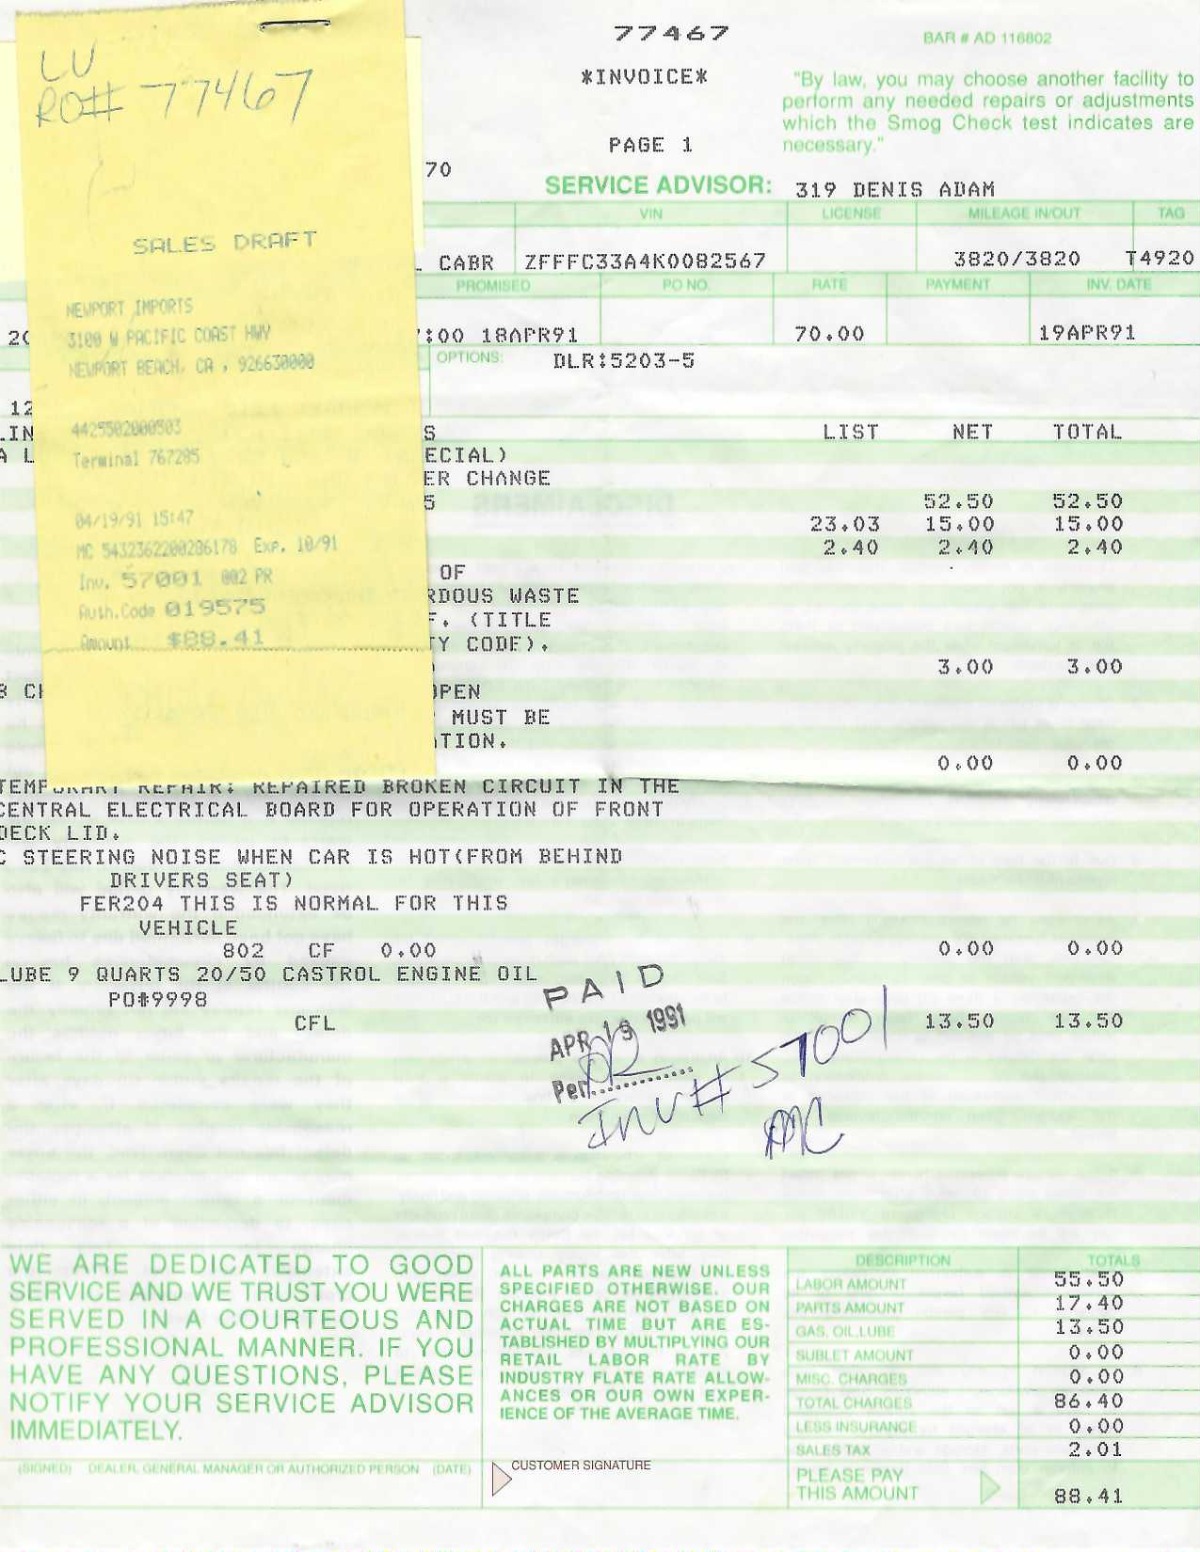 LU
RO# 77467
SALES DRAFT
NEWPORT IMPORTS
3100 W PACIFIC COAST HWY
NEWPORT BEACH, CA , 926630000
4425502000503
Terminal 767205
04/19/91 15:47
MC 5432362200286178 Exp. 10/91
Inv. 57001 002 PR
Auth.Code 019575
Amount $88.41
77467
*INVOICE*
PAGE 1
BAR # AD 116802
"By law, you may choose another facility to
perform any needed repairs or adjustments
which the Smog Check test indicates are
necessary."
70
SERVICE ADVISOR: 319 DENIS ADAM
VIN LICENSE MILEAGE IN/OUT TAG
CABR ZFFFC33A4K0082567 3820/3820 T4920
PROMISED PO NO. RATE PAYMENT INV. DATE
:00 18APR91 70.00 19APR91
OPTIONS: DLR:5203-5
12
LIST NET TOTAL
ECIAL)
ER CHANGE
52.50 52.50
23.03 15.00 15.00
2.40 2.40 2.40
OF
RDOUS WASTE
F. (TITLE
TY CODE).
3.00 3.00
OPEN
MUST BE
ATION.
0.00 0.00
TEMPORARY REPAIR: REPAIRED BROKEN CIRCUIT IN THE
CENTRAL ELECTRICAL BOARD FOR OPERATION OF FRONT
DECK LID.
C STEERING NOISE WHEN CAR IS HOT(FROM BEHIND
DRIVERS SEAT)
FER204 THIS IS NORMAL FOR THIS
VEHICLE
802 CF 0.00 0.00 0.00
LUBE 9 QUARTS 20/50 CASTROL ENGINE OIL
PO#9998
CFL 13.50 13.50
PAID
APR 19 1991
Per
Inv# 57001
MC
WE ARE DEDICATED TO GOOD
SERVICE AND WE TRUST YOU WERE
SERVED IN A COURTEOUS AND
PROFESSIONAL MANNER. IF YOU
HAVE ANY QUESTIONS, PLEASE
NOTIFY YOUR SERVICE ADVISOR
IMMEDIATELY.
(SIGNED) DEALER, GENERAL MANAGER OR AUTHORIZED PERSON (DATE)
ALL PARTS ARE NEW UNLESS
SPECIFIED OTHERWISE. OUR
CHARGES ARE NOT BASED ON
ACTUAL TIME BUT ARE ES-
TABLISHED BY MULTIPLYING OUR
RETAIL LABOR RATE BY
INDUSTRY FLATE RATE ALLOW-
ANCES OR OUR OWN EXPER-
IENCE OF THE AVERAGE TIME.
CUSTOMER SIGNATURE
DESCRIPTION TOTALS
LABOR AMOUNT 55.50
PARTS AMOUNT 17.40
GAS, OIL, LUBE 13.50
SUBLET AMOUNT 0.00
MISC. CHARGES 0.00
TOTAL CHARGES 86.40
LESS INSURANCE 0.00
SALES TAX 2.01
PLEASE PAY
THIS AMOUNT 88.41